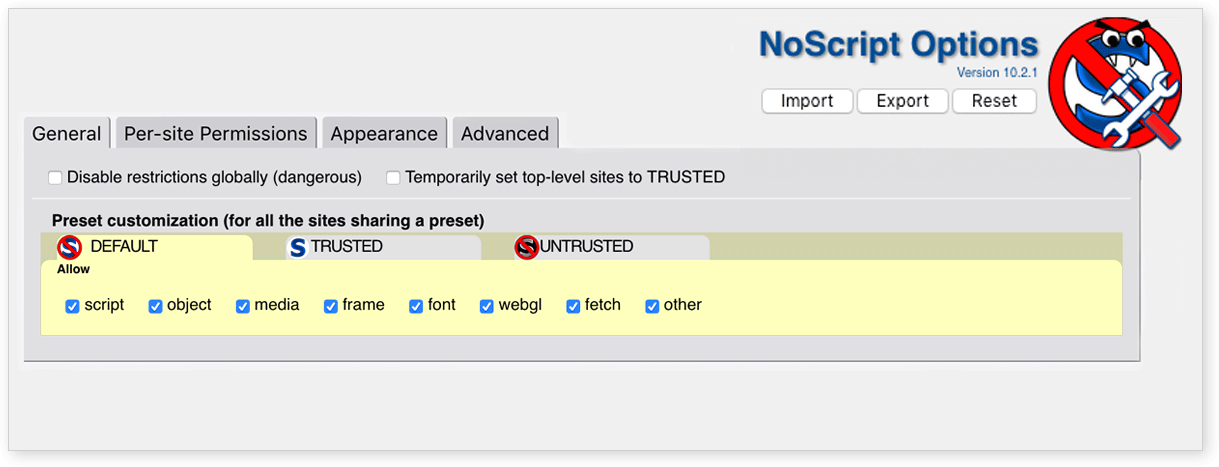 NoScript Options
Version 10.2.1
Import Export Reset
General Per-site Permissions Appearance Advanced
Disable restrictions globally (dangerous) Temporarily set top-level sites to TRUSTED
Preset customization (for all the sites sharing a preset)
DEFAULT TRUSTED UNTRUSTED
Allow
script object media frame font webgl fetch other